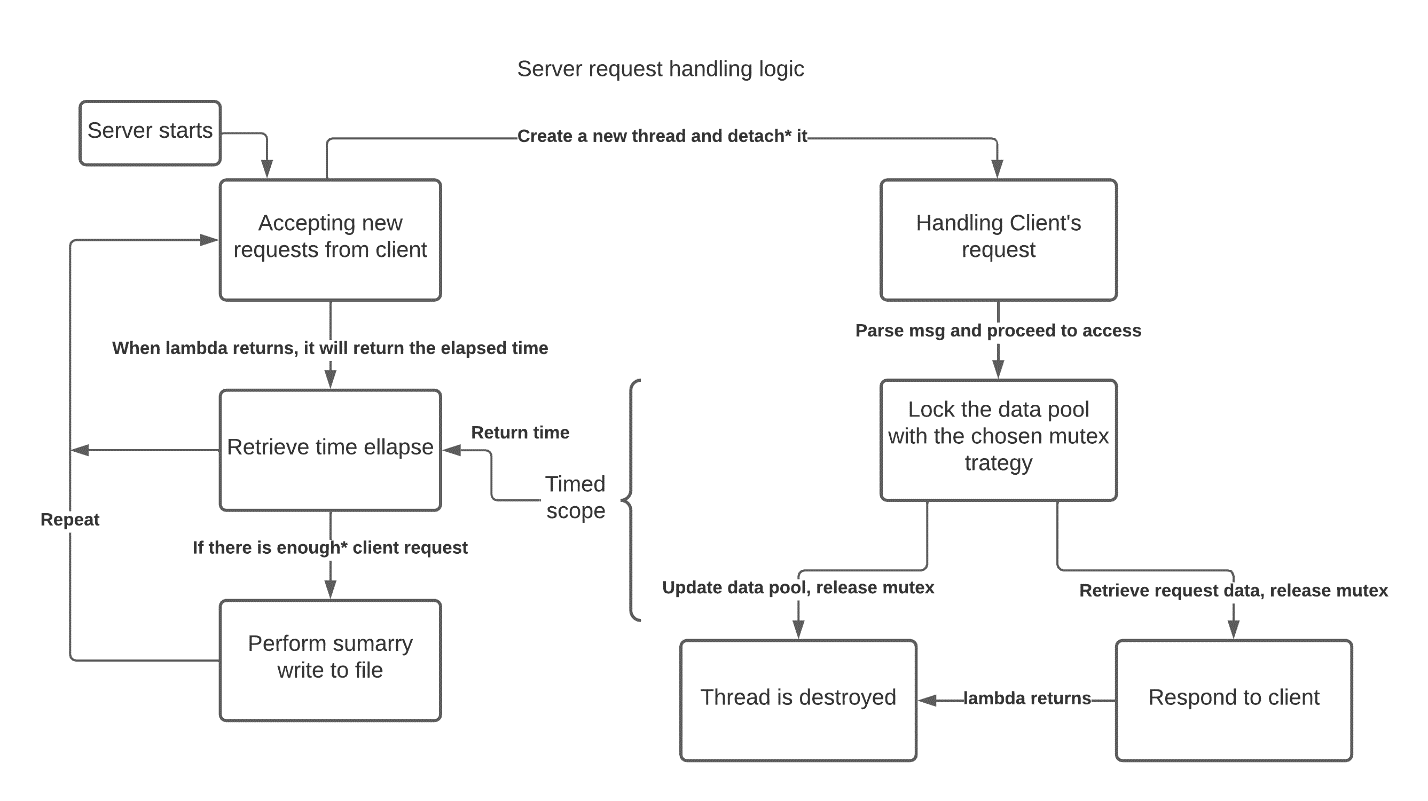 Server request handling logic
Server starts
Create a new thread and detach* it
Accepting new
requests from client
Handling Client's
request
When lambda returns, it will return the elapsed time
Parse msg and proceed to access
Retrieve time ellapse
Return time
Timed
scope
Lock the data pool
with the chosen mutex
trategy
Repeat
If there is enough* client request
Update data pool, release mutex
Retrieve request data, release mutex
Perform sumarry
write to file
Thread is destroyed
lambda returns
Respond to client